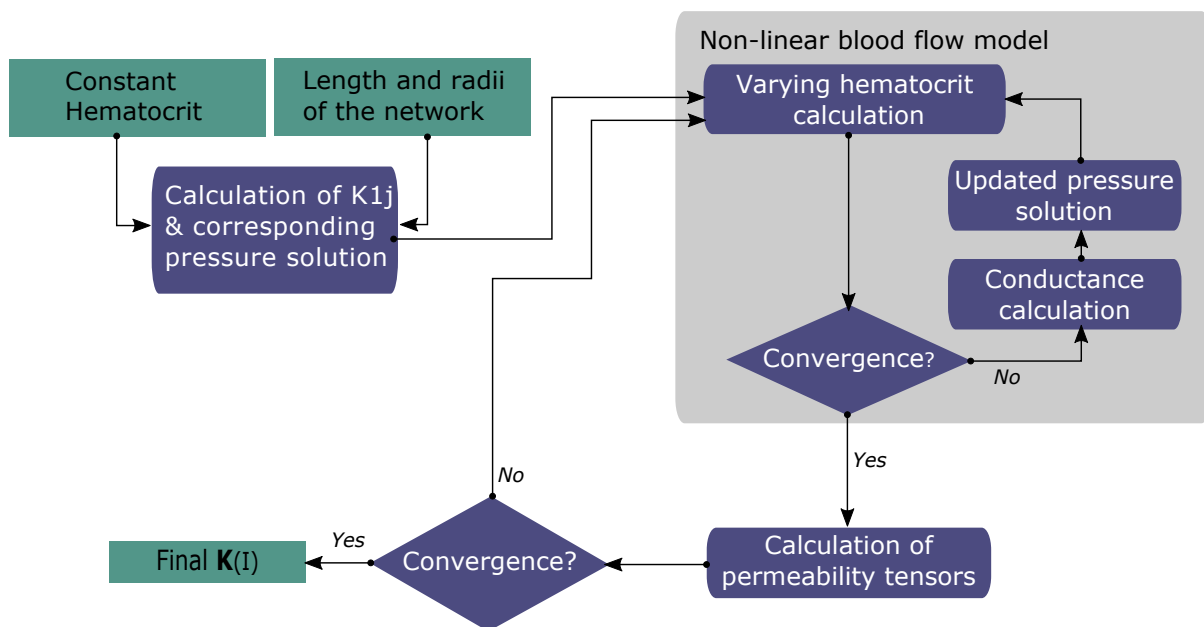 Constant
Hematocrit
Length and radii
of the network
Calculation of K1j
& corresponding
pressure solution
Non-linear blood flow model
Varying hematocrit
calculation
Updated pressure
solution
Conductance
calculation
Convergence?
No
Yes
Calculation of
permeability tensors
Convergence?
No
Yes
Final K(I)